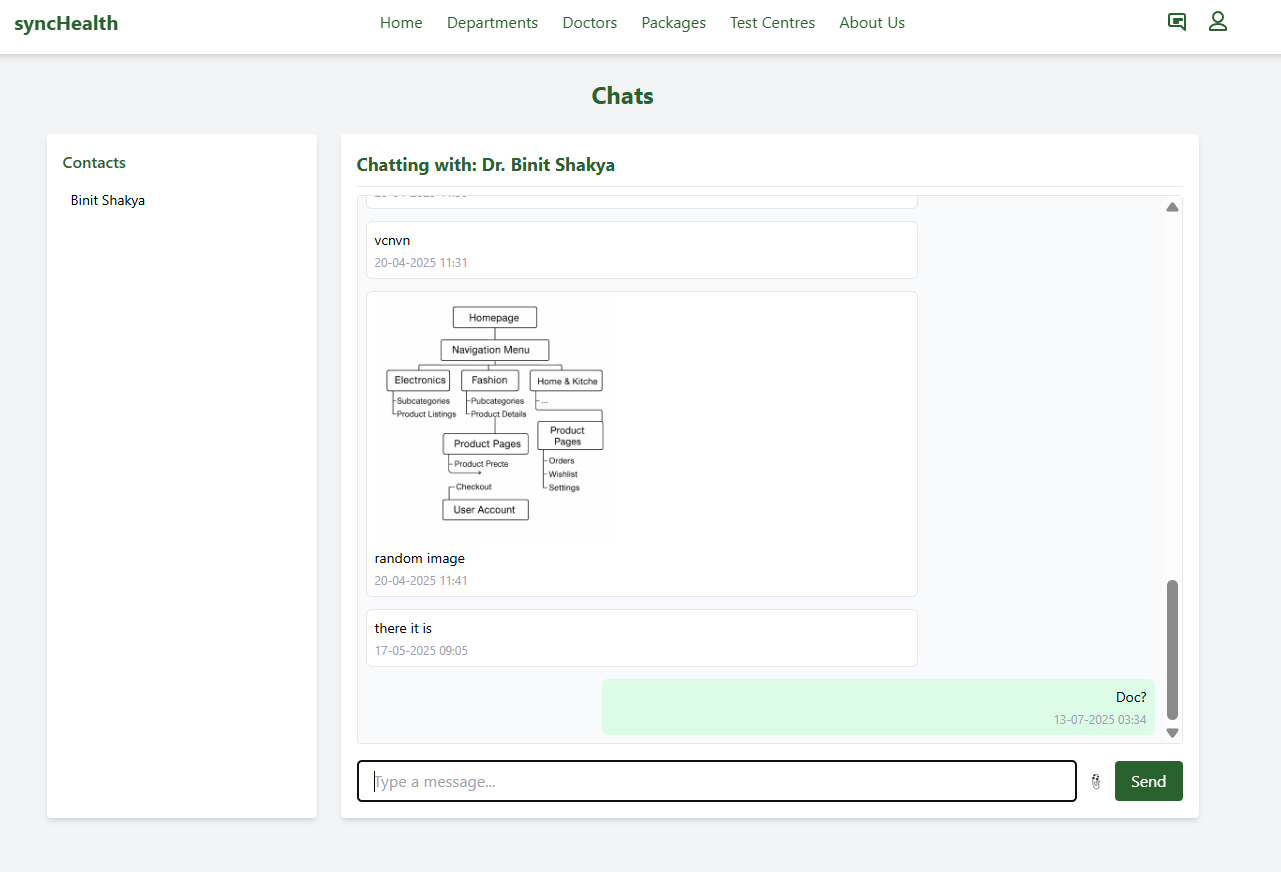 syncHealth
Home Departments Doctors Packages Test Centres About Us
Chats
Contacts
Binit Shakya
Chatting with: Dr. Binit Shakya
vcnvn
20-04-2025 11:31
Homepage
Navigation Menu
Electronics Fashion Home & Kitche
Subcategories Pubcategories ...
Product Listings Product Details
Product Pages
Product Pages
Product Precte
Orders
Wishlist
Checkout
Settings
User Account
random image
20-04-2025 11:41
there it is
17-05-2025 09:05
Doc?
13-07-2025 03:34
Type a message...
Send